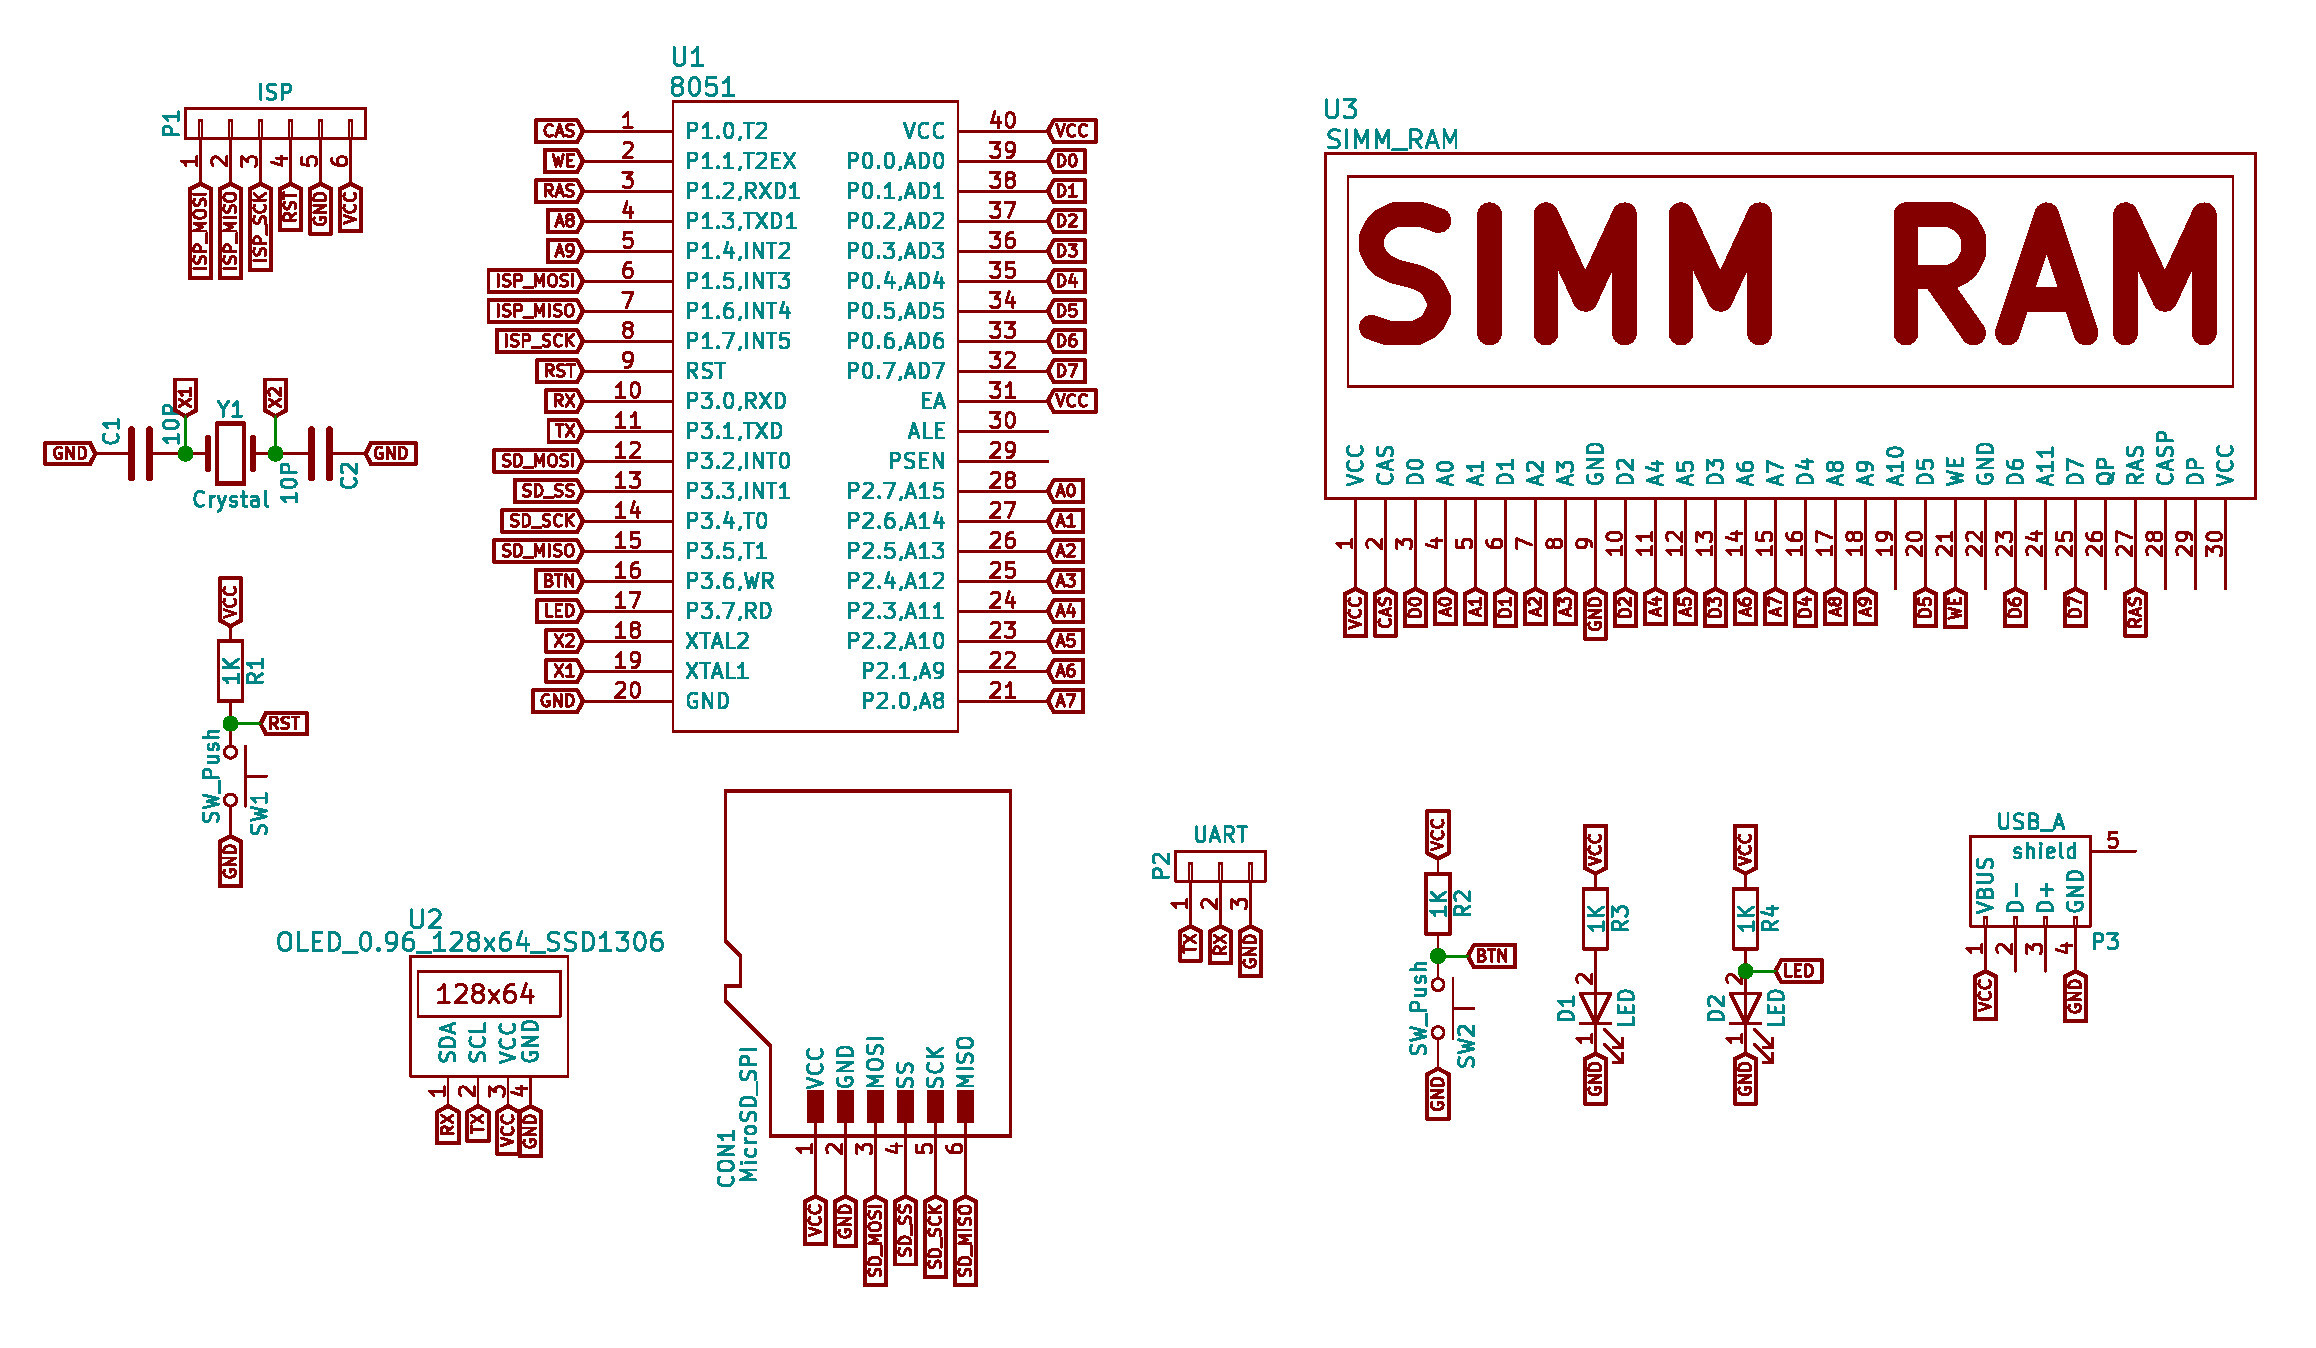 ISP
P1
1 2 3 4 5 6
ISP_MOSI ISP_MISO ISP_SCK RST GND VCC
X1 Y1 X2
GND C1 10P 10P C2 GND
Crystal
VCC
1K R1
RST
SW_Push SW1
GND
U1
8051
CAS 1 P1.0,T2 VCC 40 VCC
WE 2 P1.1,T2EX P0.0,AD0 39 D0
RAS 3 P1.2,RXD1 P0.1,AD1 38 D1
A8 4 P1.3,TXD1 P0.2,AD2 37 D2
A9 5 P1.4,INT2 P0.3,AD3 36 D3
ISP_MOSI 6 P1.5,INT3 P0.4,AD4 35 D4
ISP_MISO 7 P1.6,INT4 P0.5,AD5 34 D5
ISP_SCK 8 P1.7,INT5 P0.6,AD6 33 D6
RST 9 RST P0.7,AD7 32 D7
RX 10 P3.0,RXD EA 31 VCC
TX 11 P3.1,TXD ALE 30
SD_MOSI 12 P3.2,INT0 PSEN 29
SD_SS 13 P3.3,INT1 P2.7,A15 28 A0
SD_SCK 14 P3.4,T0 P2.6,A14 27 A1
SD_MISO 15 P3.5,T1 P2.5,A13 26 A2
BTN 16 P3.6,WR P2.4,A12 25 A3
LED 17 P3.7,RD P2.3,A11 24 A4
X2 18 XTAL2 P2.2,A10 23 A5
X1 19 XTAL1 P2.1,A9 22 A6
GND 20 GND P2.0,A8 21 A7
U3
SIMM_RAM
SIMM RAM
VCC CAS D0 A0 A1 D1 A2 A3 GND D2 A4 A5 D3 A6 A7 D4 A8 A9 A10 D5 WE GND D6 A11 D7 QP RAS CASP DP VCC
1 2 3 4 5 6 7 8 9 10 11 12 13 14 15 16 17 18 19 20 21 22 23 24 25 26 27 28 29 30
VCC CAS D0 A0 A1 D1 A2 A3 GND D2 A4 A5 D3 A6 A7 D4 A8 A9 D5 WE D6 D7 RAS
U2
OLED_0.96_128x64_SSD1306
128x64
SDA SCL VCC GND
1 2 3 4
RX TX VCC GND
CON1
MicroSD_SPI
VCC GND MOSI SS SCK MISO
1 2 3 4 5 6
VCC GND SD_MOSI SD_SS SD_SCK SD_MISO
UART
P2
1 2 3
TX RX GND
VCC
1K R2
BTN
SW_Push SW2
GND
VCC
1K R3
2
D1 LED
1
GND
VCC
1K R4
2 LED
D2 LED
1
GND
USB_A
shield 5
VBUS D- D+ GND
P3
1 2 3 4
VCC GND